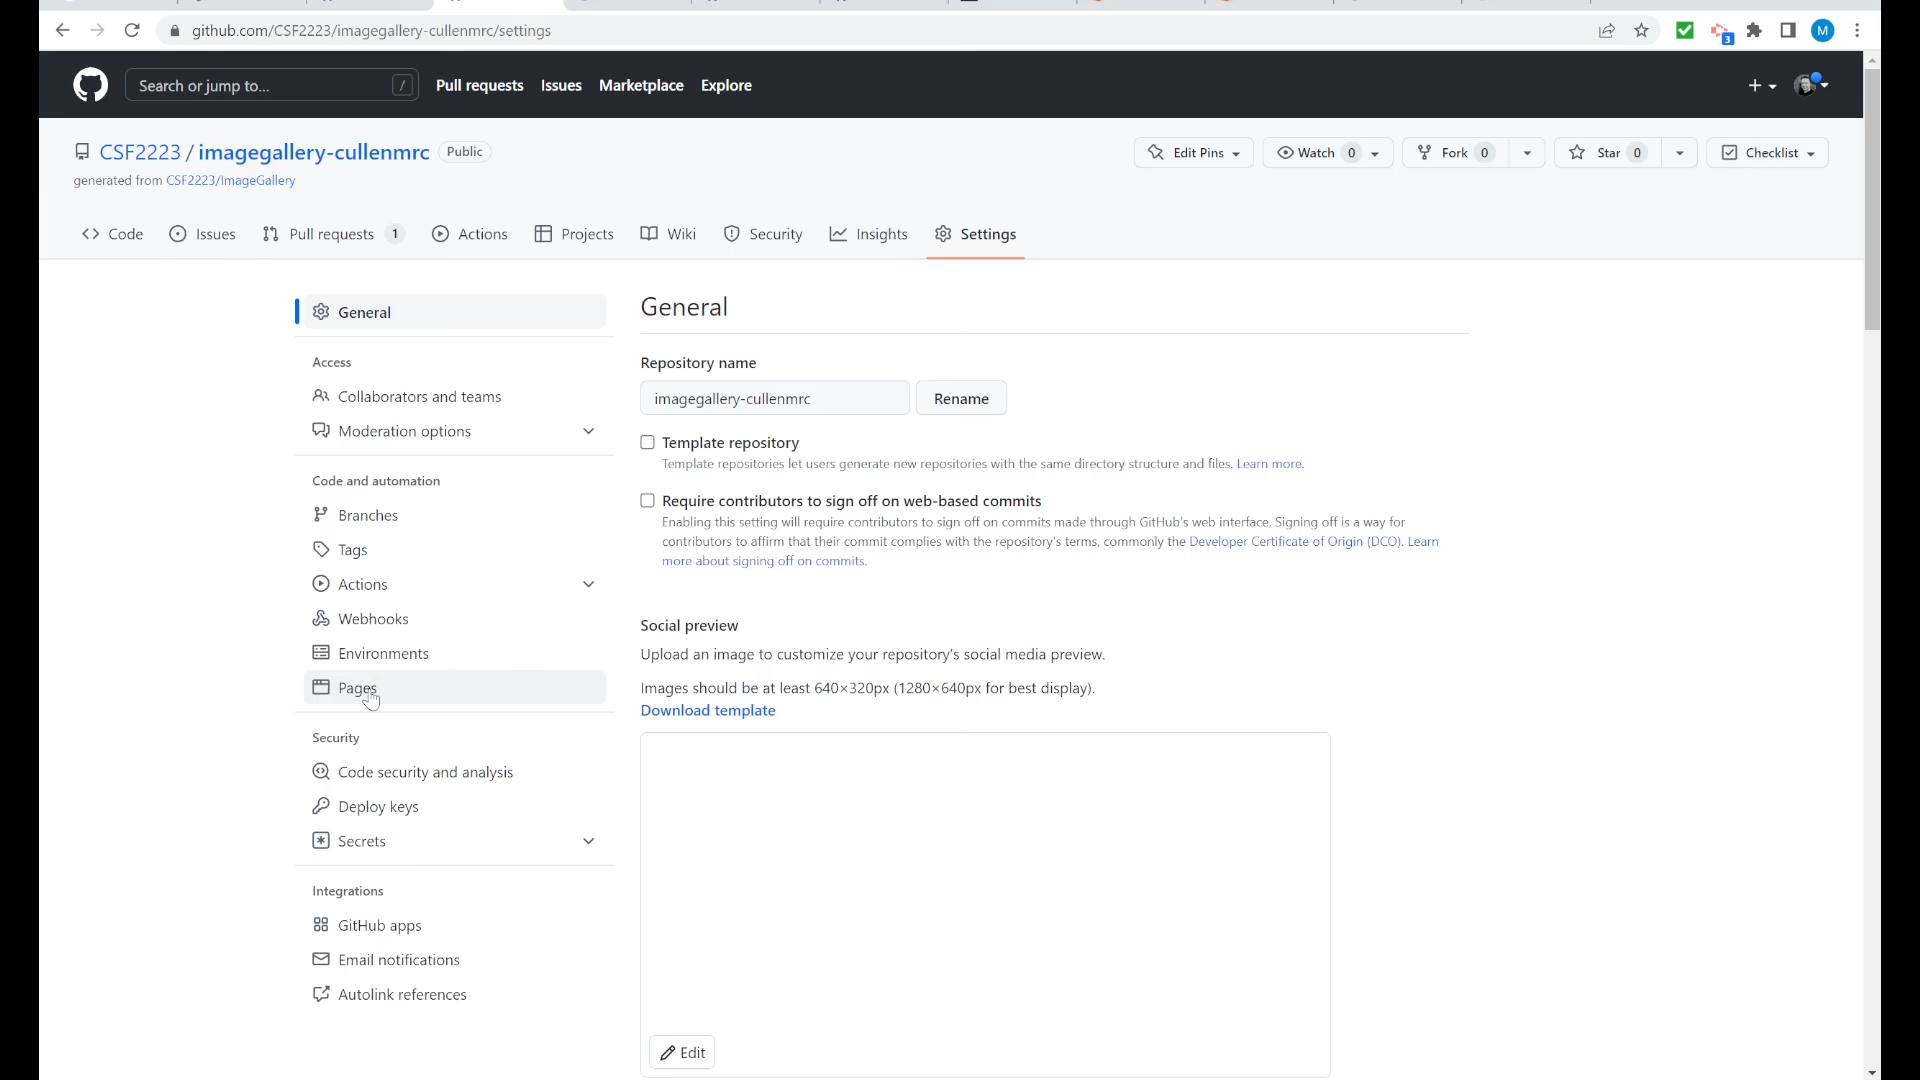 github.com/CSF2223/imagegallery-cullenmrc/settings
3
M
Search or jump to...
/
Pull requests
Issues
Marketplace
Explore
CSF2223 / imagegallery-cullenmrc
Public
Edit Pins
Watch 0
Fork 0
Star 0
Checklist
generated from CSF2223/ImageGallery
Code
Issues
Pull requests 1
Actions
Projects
Wiki
Security
Insights
Settings
General
Access
Collaborators and teams
Moderation options
Code and automation
Branches
Tags
Actions
Webhooks
Environments
Pages
Security
Code security and analysis
Deploy keys
Secrets
Integrations
GitHub apps
Email notifications
Autolink references
General
Repository name
imagegallery-cullenmrc
Rename
Template repository
Template repositories let users generate new repositories with the same directory structure and files. Learn more.
Require contributors to sign off on web-based commits
Enabling this setting will require contributors to sign off on commits made through GitHub's web interface. Signing off is a way for
contributors to affirm that their commit complies with the repository's terms, commonly the Developer Certificate of Origin (DCO). Learn
more about signing off on commits.
Social preview
Upload an image to customize your repository's social media preview.
Images should be at least 640×320px (1280×640px for best display).
Download template
Edit